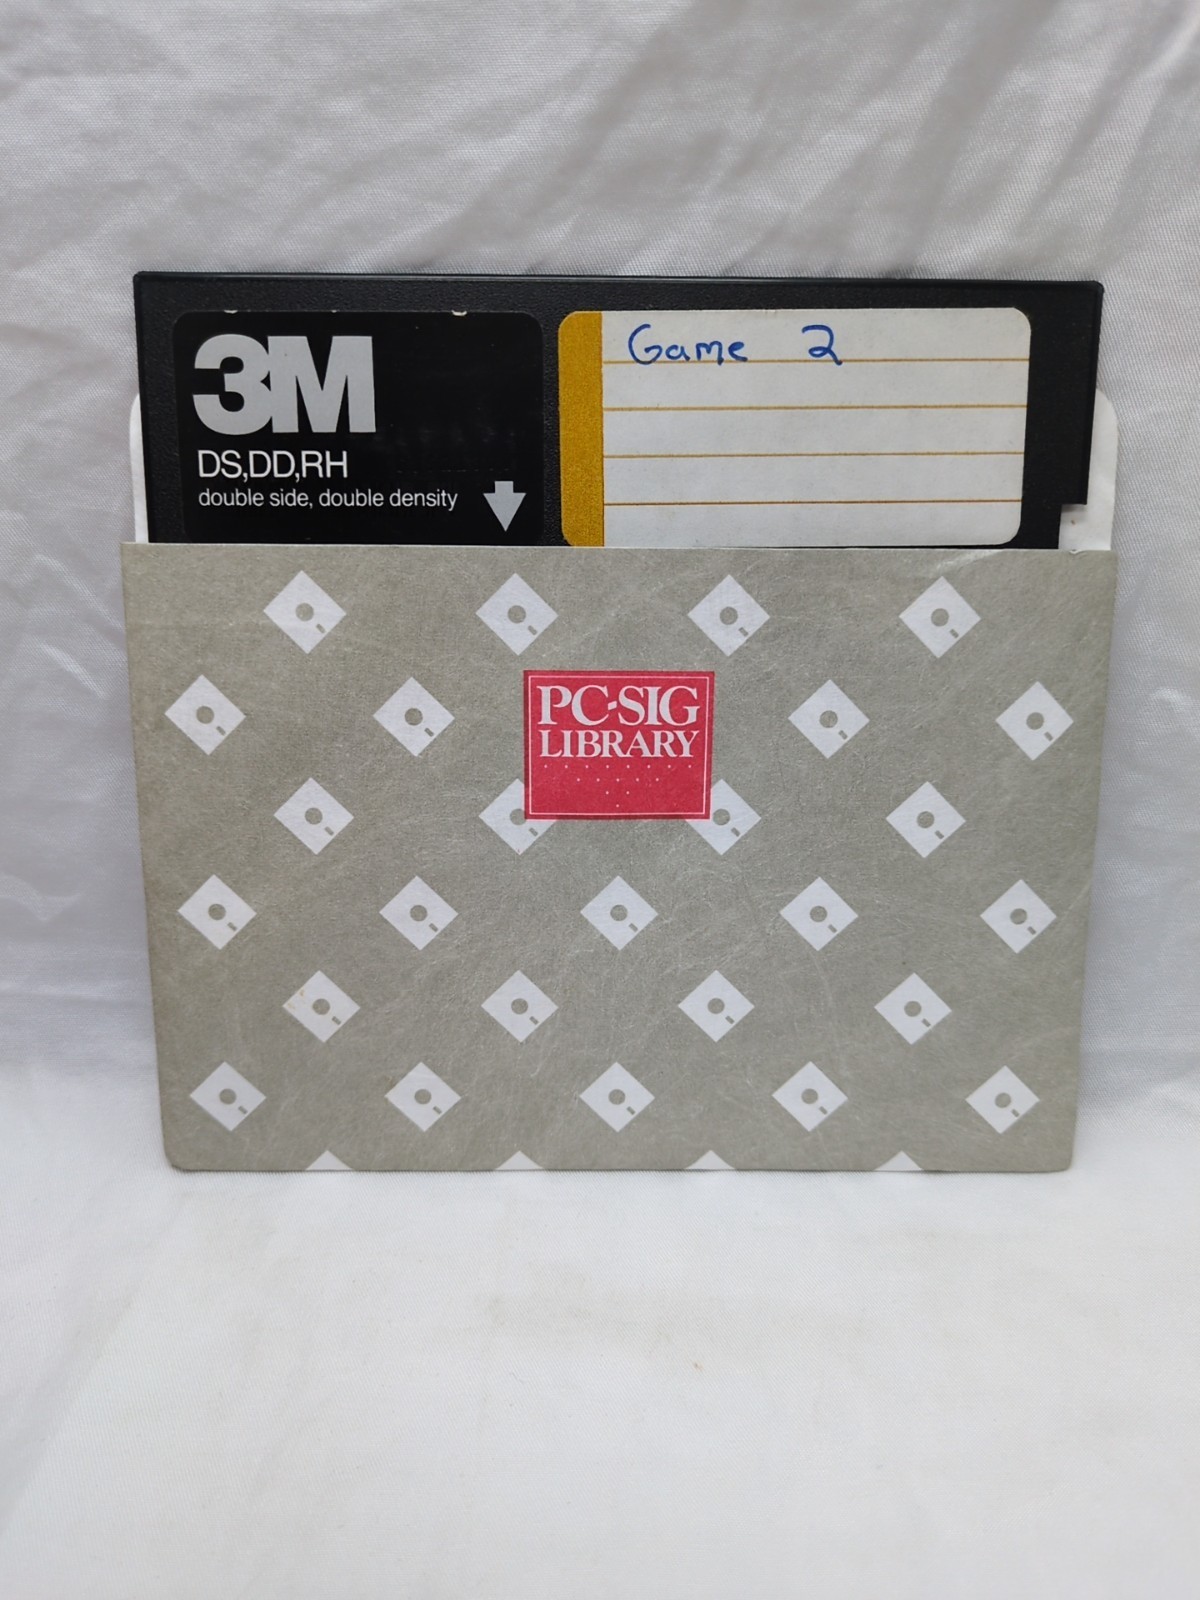 3M
DS,DD,RH
double side, double density
Game 2
PC-SIG
LIBRARY